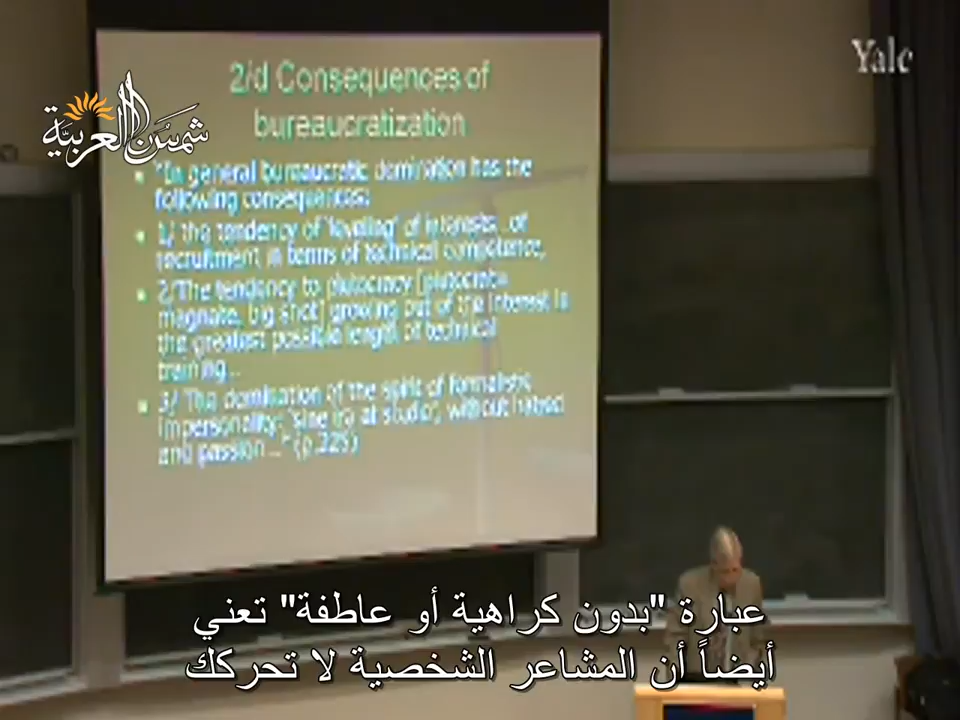 Yale
شمس العربية
2/d Consequences of
bureaucratization
"In general bureaucratic domination has the
following consequences:
1/ the tendency of 'leveling' of interests, of
recruitment in terms of technical competence,
2/ The tendency to plutocracy [plutocrat=
magnate, big shot] growing out of the interest in
the greatest possible length of technical
training...
3/ The domination of the spirit of formalistic
impersonality: 'sine ira et studio', without hatred
and passion..." (p.225)
عبارة "بدون كراهية أو عاطفة" تعني
أيضاً أن المشاعر الشخصية لا تحركك